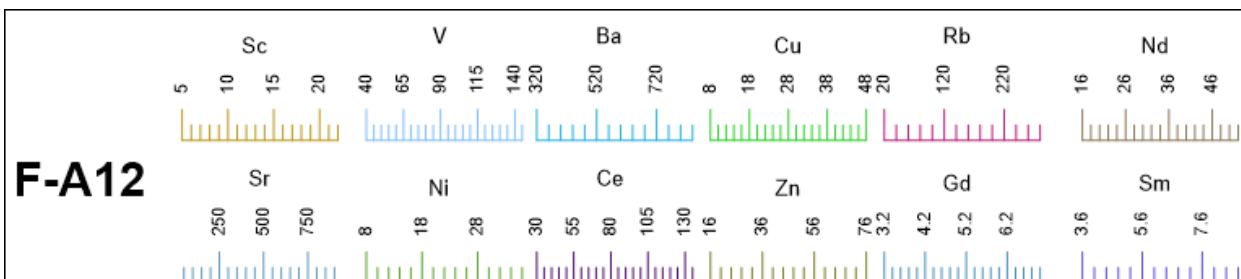 Sc V Ba Cu Rb Nd
5 10 15 20 40 65 90 115 140 320 520 720 8 18 28 38 48 20 120 220 16 26 36 46
F-A12
Sr Ni Ce Zn Gd Sm
250 500 750 8 18 28 30 55 80 105 130 16 36 56 76 3.2 4.2 5.2 6.2 3.6 5.6 7.6